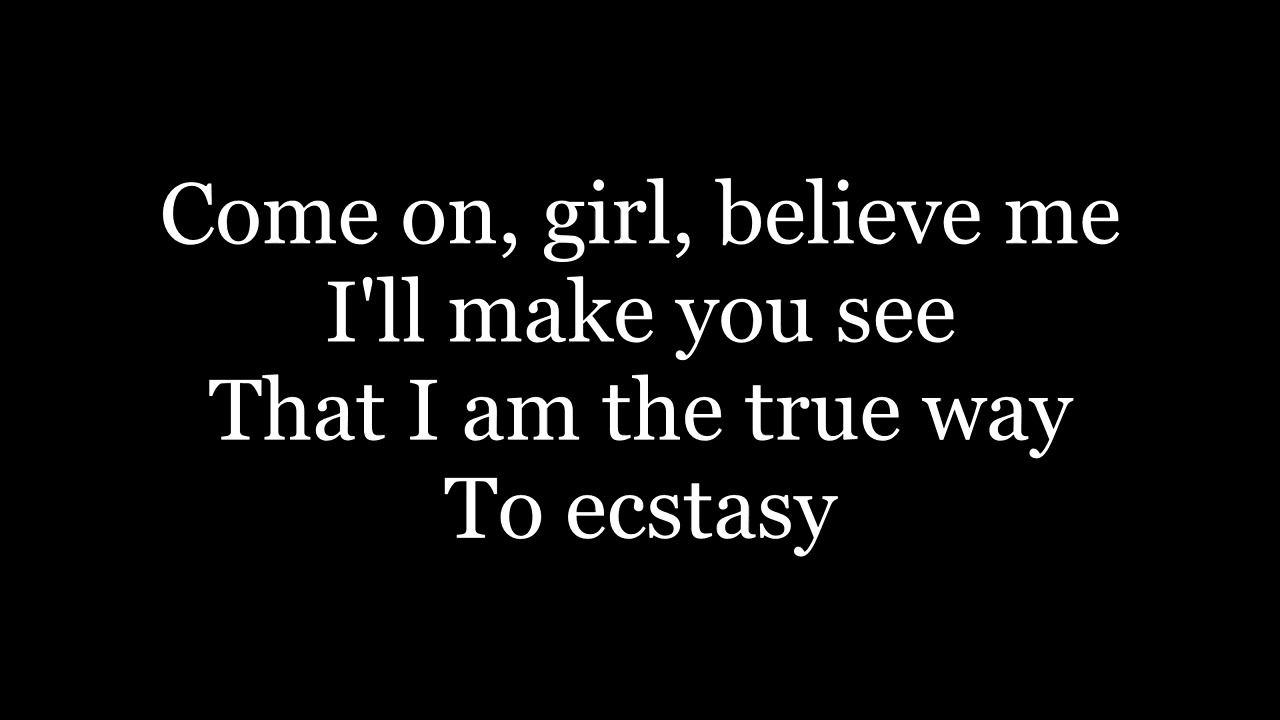 Come on, girl, believe me
I'll make you see
That I am the true way
To ecstasy